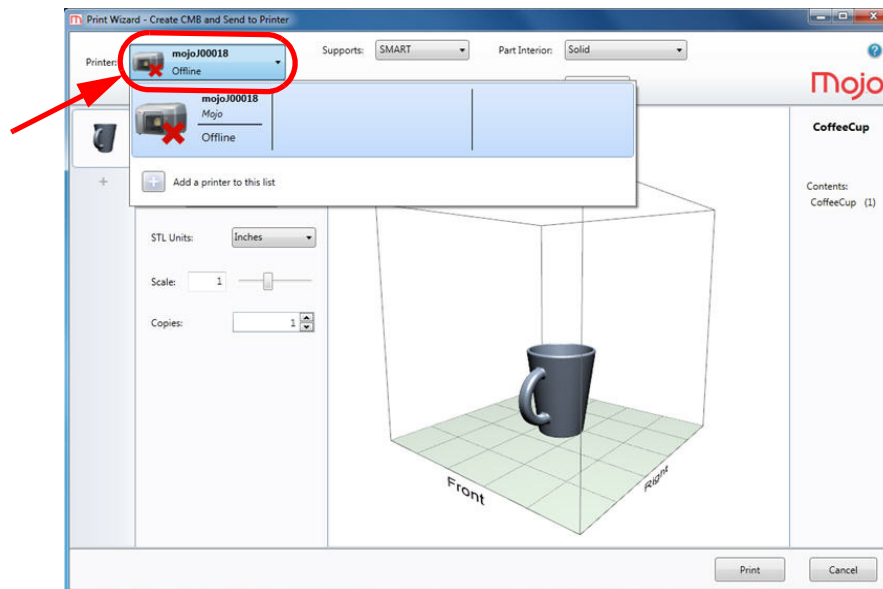 Print Wizard - Create CMB and Send to Printer
Printer:
mojoJ00018
Offline
Supports: SMART
Part Interior: Solid
mojo
mojoJ00018
Mojo
Offline
Add a printer to this list
CoffeeCup
Contents:
CoffeeCup (1)
STL Units: Inches
Scale: 1
Copies: 1
Front
Right
Print
Cancel